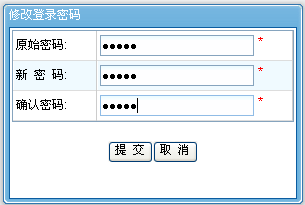 修改登录密码
原始密码: ●●●●● *
新 密 码: ●●●●● *
确认密码: ●●●●● *
提 交 取 消